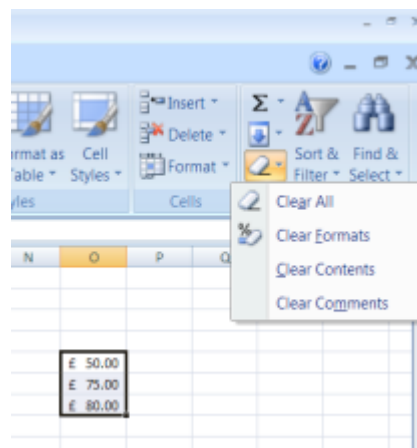 Insert
Delete
Format
Σ
Sort & Filter
Find & Select
rmat as able
Cell Styles
yles
Cells
Clear All
Clear Formats
Clear Contents
Clear Comments
N O P Q
£ 50.00
£ 75.00
£ 80.00